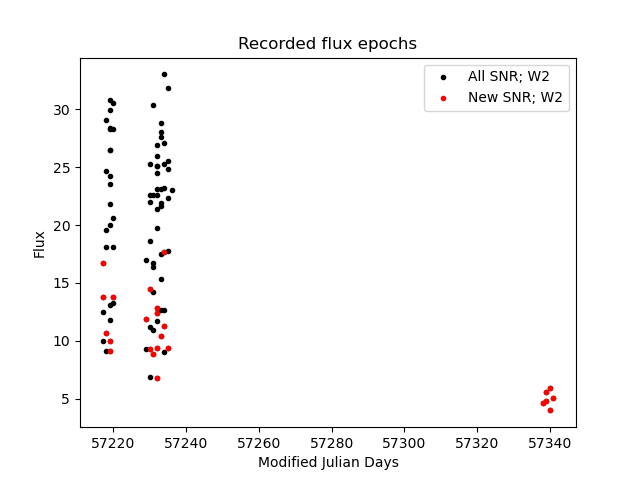 Recorded flux epochs
All SNR; W2
New SNR; W2
Flux
30
25
20
15
10
5
57220 57240 57260 57280 57300 57320 57340
Modified Julian Days